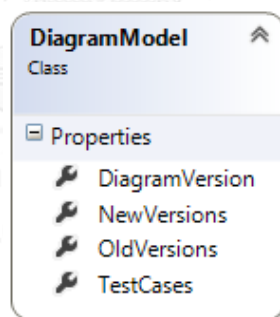 DiagramModel
Class
Properties
DiagramVersion
NewVersions
OldVersions
TestCases